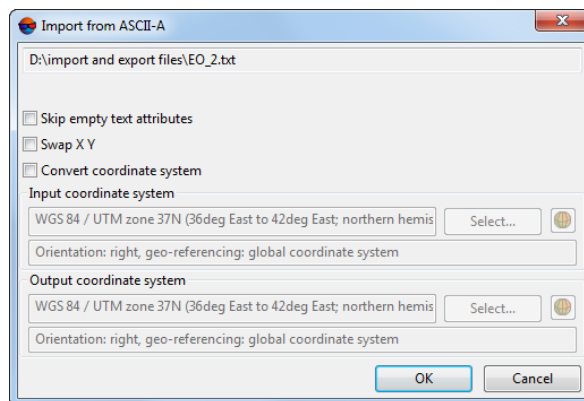 Import from ASCII-A
D:\import and export files\EO_2.txt
Skip empty text attributes
Swap X Y
Convert coordinate system
Input coordinate system
WGS 84 / UTM zone 37N (36deg East to 42deg East; northern hemis
Select...
Orientation: right, geo-referencing: global coordinate system
Output coordinate system
WGS 84 / UTM zone 37N (36deg East to 42deg East; northern hemis
Select...
Orientation: right, geo-referencing: global coordinate system
OK
Cancel